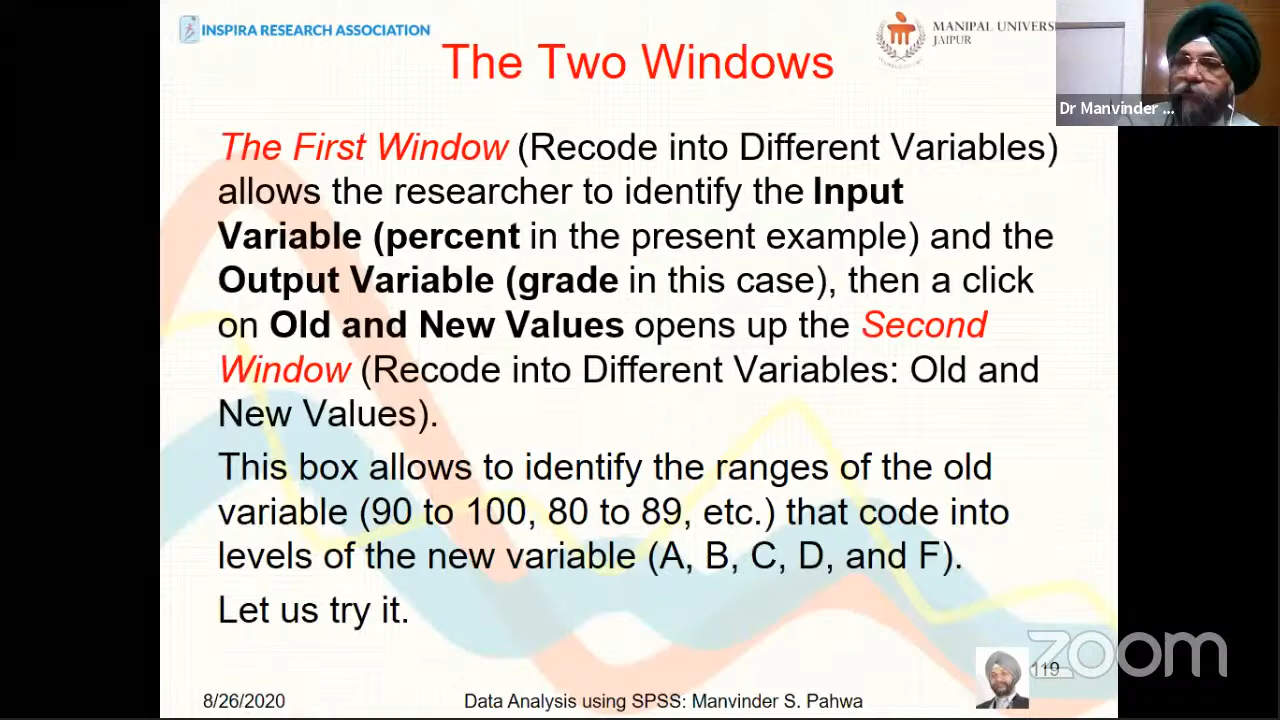 INSPIRA RESEARCH ASSOCIATION
MANIPAL UNIVERS
JAIPUR
The Two Windows
Dr Manvinder ...
The First Window (Recode into Different Variables)
allows the researcher to identify the Input
Variable (percent in the present example) and the
Output Variable (grade in this case), then a click
on Old and New Values opens up the Second
Window (Recode into Different Variables: Old and
New Values).
This box allows to identify the ranges of the old
variable (90 to 100, 80 to 89, etc.) that code into
levels of the new variable (A, B, C, D, and F).
Let us try it.
zoom
119
8/26/2020
Data Analysis using SPSS: Manvinder S. Pahwa